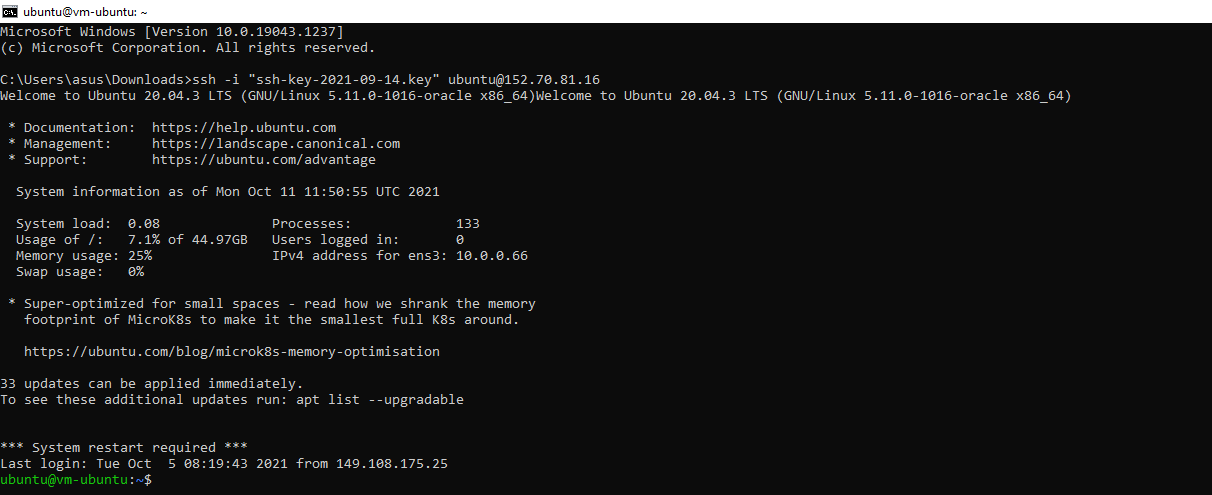 ubuntu@vm-ubuntu: ~
Microsoft Windows [Version 10.0.19043.1237]
(c) Microsoft Corporation. All rights reserved.
C:\Users\asus\Downloads>ssh -i "ssh-key-2021-09-14.key" ubuntu@152.70.81.16
Welcome to Ubuntu 20.04.3 LTS (GNU/Linux 5.11.0-1016-oracle x86_64)Welcome to Ubuntu 20.04.3 LTS (GNU/Linux 5.11.0-1016-oracle x86_64)
* Documentation:  https://help.ubuntu.com
* Management:     https://landscape.canonical.com
* Support:        https://ubuntu.com/advantage
System information as of Mon Oct 11 11:50:55 UTC 2021
System load:  0.08              Processes:             133
Usage of /:   7.1% of 44.97GB   Users logged in:       0
Memory usage: 25%               IPv4 address for ens3: 10.0.0.66
Swap usage:   0%
* Super-optimized for small spaces - read how we shrank the memory
footprint of MicroK8s to make it the smallest full K8s around.
https://ubuntu.com/blog/microk8s-memory-optimisation
33 updates can be applied immediately.
To see these additional updates run: apt list --upgradable
*** System restart required ***
Last login: Tue Oct  5 08:19:43 2021 from 149.108.175.25
ubuntu@vm-ubuntu:~$